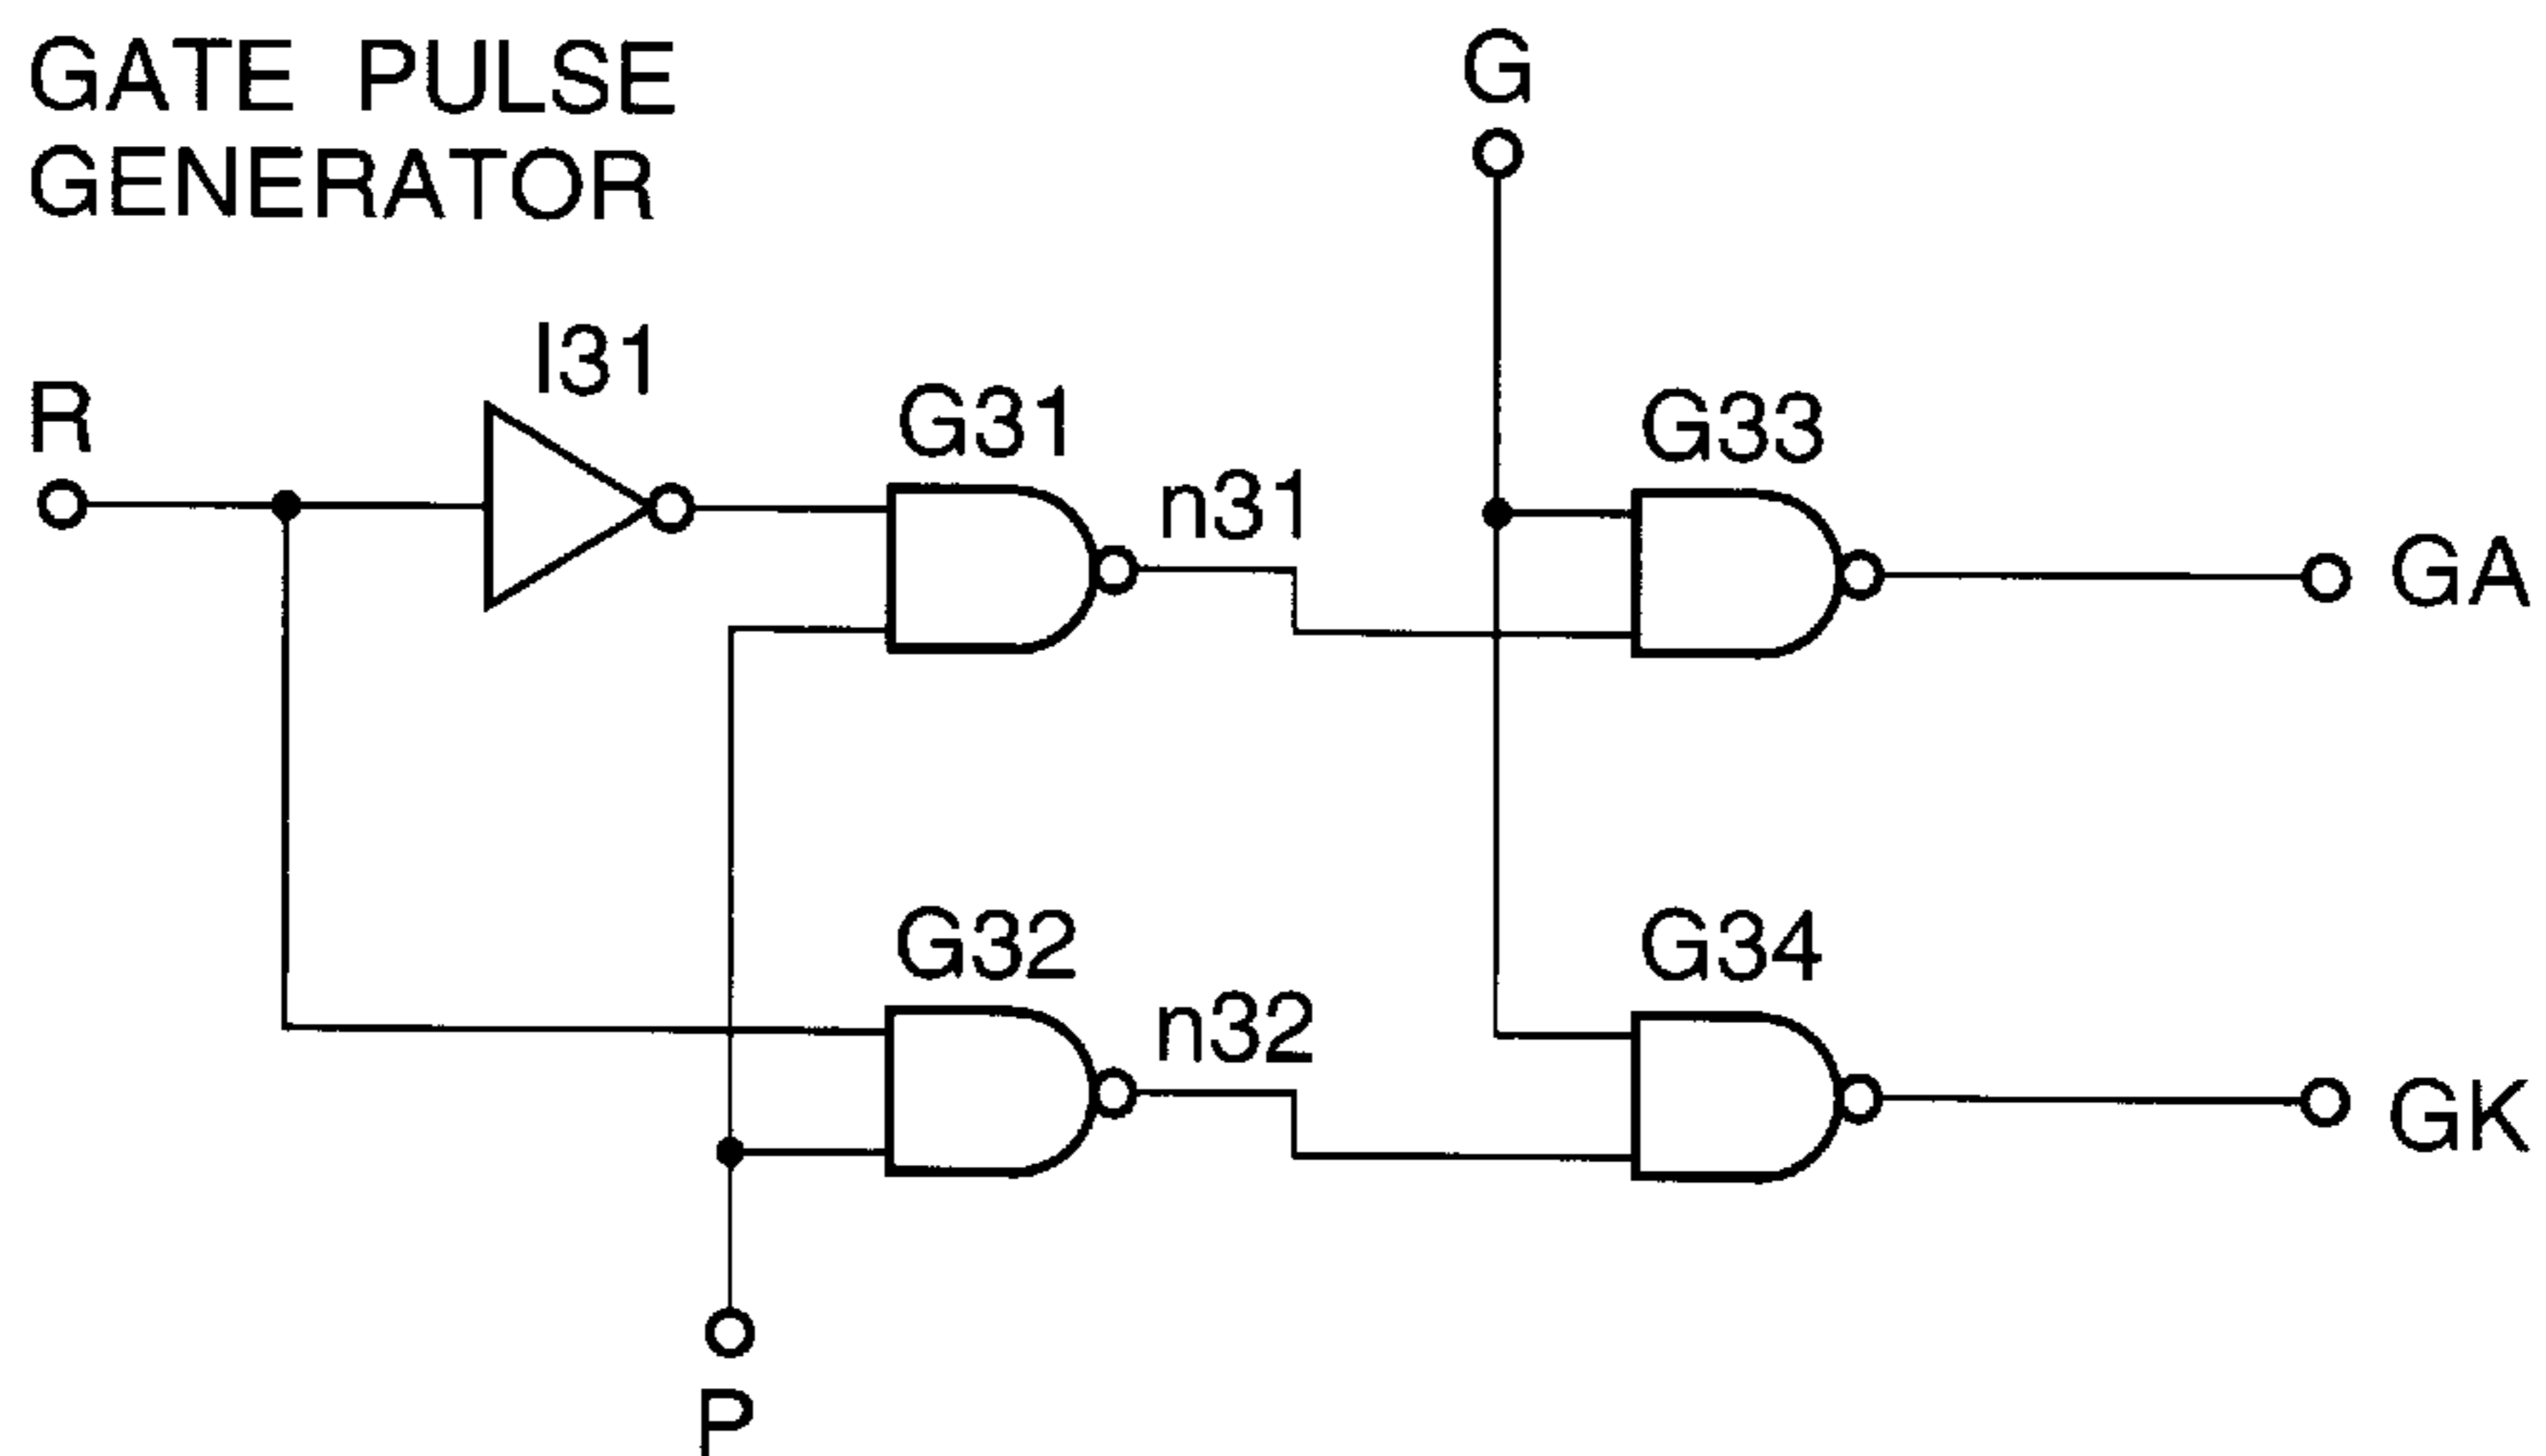 GATE PULSE
GENERATOR
G
I31
R
G31
G33
n31
GA
G32
G34
n32
GK
P